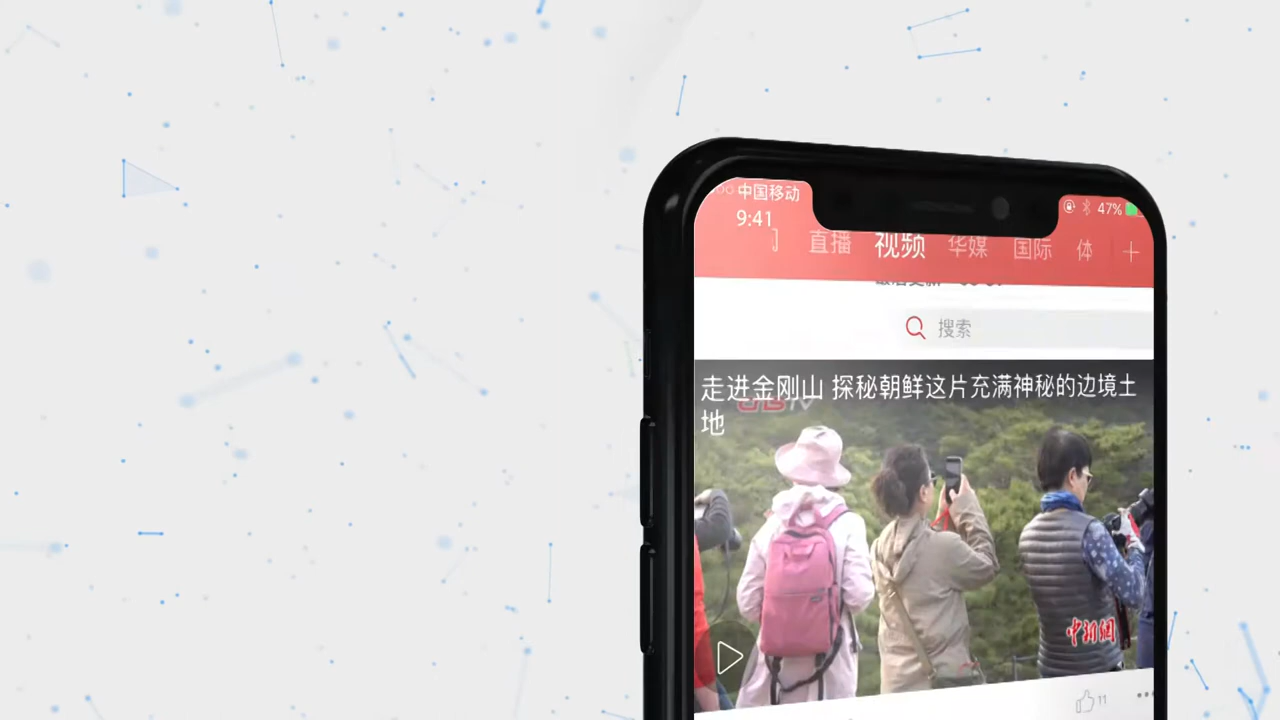 中国移动
9:41
47%
直播 视频 华媒 国际 体
搜索
走进金刚山 探秘朝鲜这片充满神秘的边境土
地
中新网
11